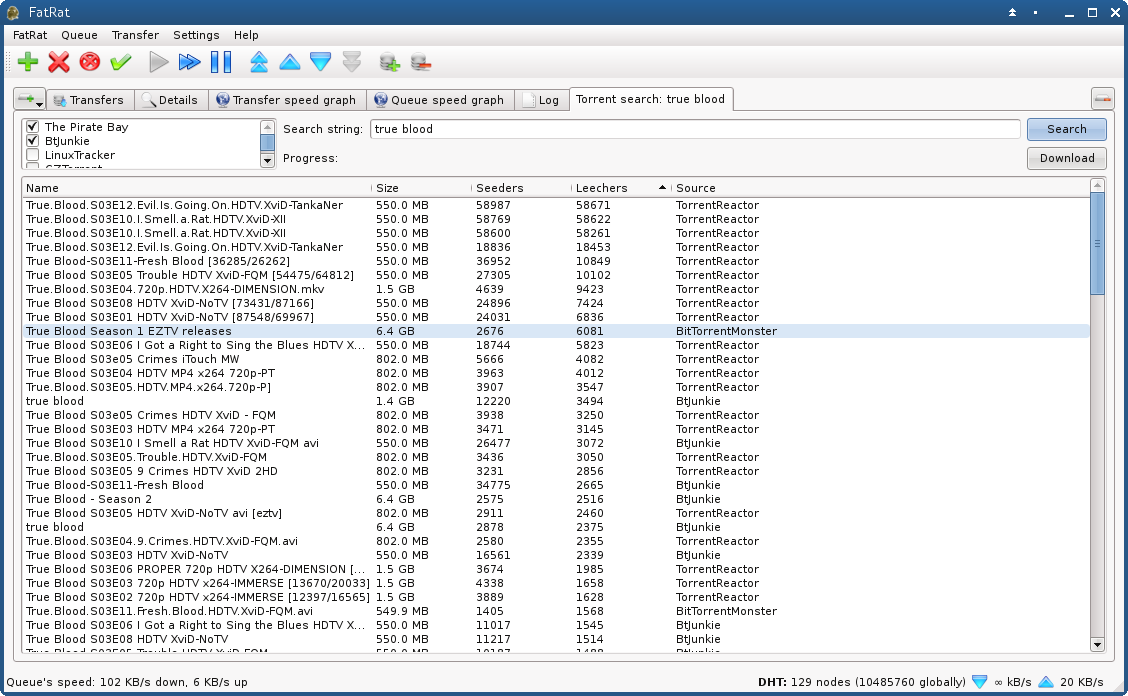 FatRat
FatRat Queue Transfer Settings Help
Transfers Details Transfer speed graph Queue speed graph Log Torrent search: true blood
The Pirate Bay
BtJunkie
LinuxTracker
Search string: true blood Search
Progress: Download
Name Size Seeders Leechers Source
True.Blood.S03E12.Evil.Is.Going.On.HDTV.XviD-TankaNer 550.0 MB 58987 58671 TorrentReactor
True.Blood.S03E10.I.Smell.a.Rat.HDTV.XviD-XII 550.0 MB 58769 58622 TorrentReactor
True.Blood.S03E10.I.Smell.a.Rat.HDTV.XviD-XII 550.0 MB 58600 58261 TorrentReactor
True.Blood.S03E12.Evil.Is.Going.On.HDTV.XviD-TankaNer 550.0 MB 18836 18453 TorrentReactor
True Blood-S03E11-Fresh Blood [36285/26262] 550.0 MB 36952 10849 TorrentReactor
True Blood S03E05 Trouble HDTV XviD-FQM [54475/64812] 550.0 MB 27305 10102 TorrentReactor
True.Blood.S03E04.720p.HDTV.X264-DIMENSION.mkv 1.5 GB 4639 9423 TorrentReactor
True Blood S03E08 HDTV XviD-NoTV [73431/87166] 550.0 MB 24896 7424 TorrentReactor
True Blood S03E01 HDTV XviD-NoTV [87548/69967] 550.0 MB 24031 6836 TorrentReactor
True Blood Season 1 EZTV releases 6.4 GB 2676 6081 BitTorrentMonster
True Blood S03E06 I Got a Right to Sing the Blues HDTV X... 550.0 MB 18744 5823 TorrentReactor
True Blood S03e05 Crimes iTouch MW 802.0 MB 5666 4082 TorrentReactor
True Blood S03E04 HDTV MP4 x264 720p-PT 802.0 MB 3963 4012 TorrentReactor
True.Blood.S03E05.HDTV.MP4.x264.720p-P] 802.0 MB 3907 3547 TorrentReactor
true blood 1.4 GB 12220 3494 BtJunkie
True Blood S03e05 Crimes HDTV XviD - FQM 802.0 MB 3938 3250 TorrentReactor
True Blood S03E03 HDTV MP4 x264 720p-PT 802.0 MB 3471 3145 TorrentReactor
True Blood S03E10 I Smell a Rat HDTV XviD-FQM avi 550.0 MB 26477 3072 BtJunkie
True.Blood.S03E05.Trouble.HDTV.XviD-FQM 802.0 MB 3436 3050 TorrentReactor
True Blood S03E05 9 Crimes HDTV XviD 2HD 802.0 MB 3231 2856 TorrentReactor
True Blood-S03E11-Fresh Blood 550.0 MB 34775 2665 BtJunkie
True Blood - Season 2 6.4 GB 2575 2516 BtJunkie
True Blood S03E05 HDTV XviD-NoTV avi [eztv] 802.0 MB 2911 2460 TorrentReactor
true blood 6.4 GB 2878 2375 BtJunkie
True.Blood.S03E04.9.Crimes.HDTV.XviD-FQM.avi 802.0 MB 2580 2355 TorrentReactor
True Blood S03E03 HDTV XviD-NoTV 550.0 MB 16561 2339 BtJunkie
True Blood S03E06 PROPER 720p HDTV X264-DIMENSION [... 1.5 GB 3674 1985 TorrentReactor
True Blood S03E03 720p HDTV x264-IMMERSE [13670/20033] 1.5 GB 4338 1658 TorrentReactor
True Blood S03E02 720p HDTV x264-IMMERSE [12397/16565] 1.5 GB 3889 1628 TorrentReactor
True.Blood.S03E11.Fresh.Blood.HDTV.XviD-FQM.avi 549.9 MB 1405 1568 BitTorrentMonster
True Blood S03E06 I Got a Right to Sing the Blues HDTV X... 550.0 MB 11017 1545 BtJunkie
True Blood S03E08 HDTV XviD-NoTV 550.0 MB 11217 1514 BtJunkie
Queue's speed: 102 KB/s down, 6 KB/s up DHT: 129 nodes (10485760 globally) ∞ kB/s 20 KB/s